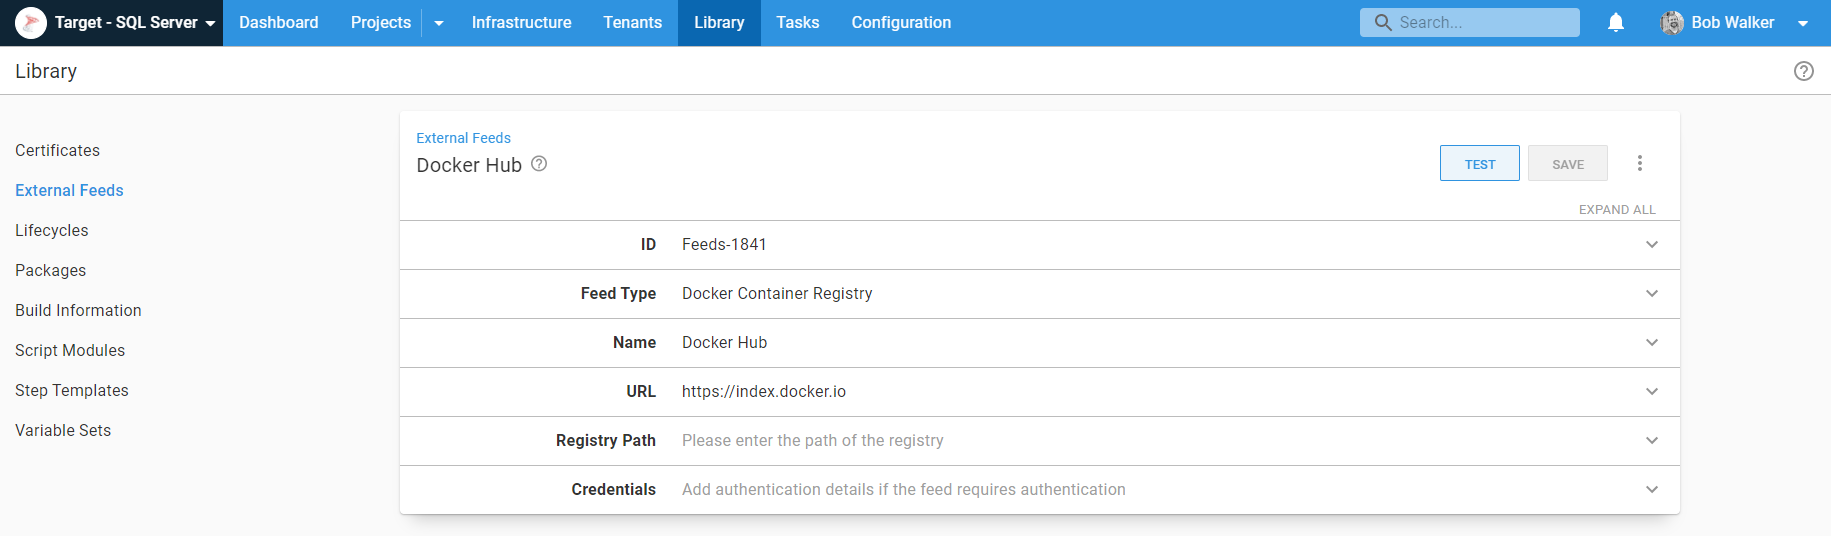 Target - SQL Server Dashboard Projects Infrastructure Tenants Library Tasks Configuration Search... Bob Walker
Library
Certificates
External Feeds
Lifecycles
Packages
Build Information
Script Modules
Step Templates
Variable Sets
External Feeds
Docker Hub
TEST SAVE
EXPAND ALL
ID Feeds-1841
Feed Type Docker Container Registry
Name Docker Hub
URL https://index.docker.io
Registry Path Please enter the path of the registry
Credentials Add authentication details if the feed requires authentication